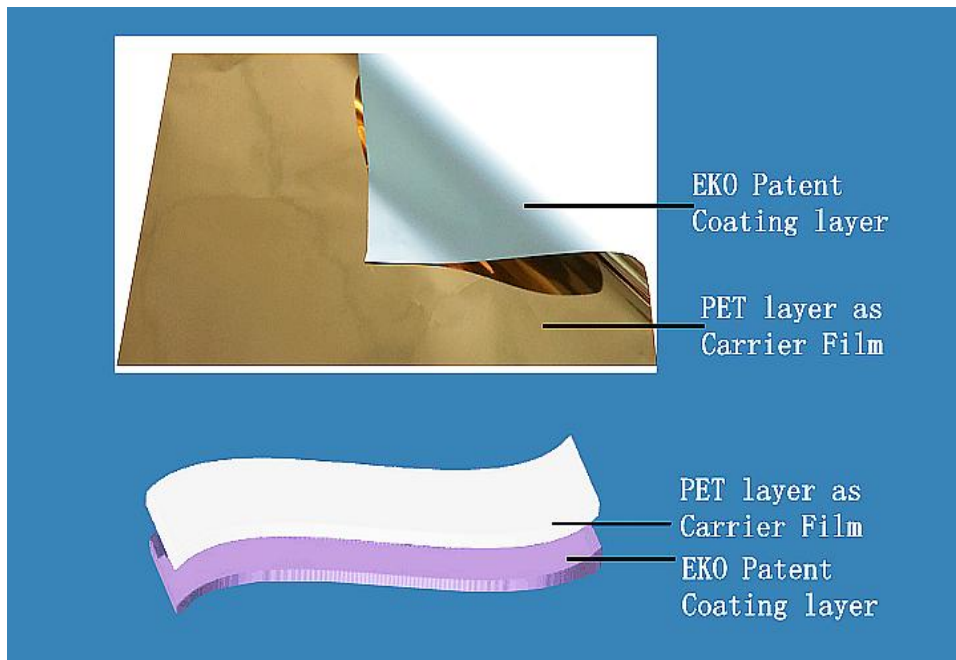 EKO Patent
Coating layer
PET layer as
Carrier Film
PET layer as
Carrier Film
EKO Patent
Coating layer